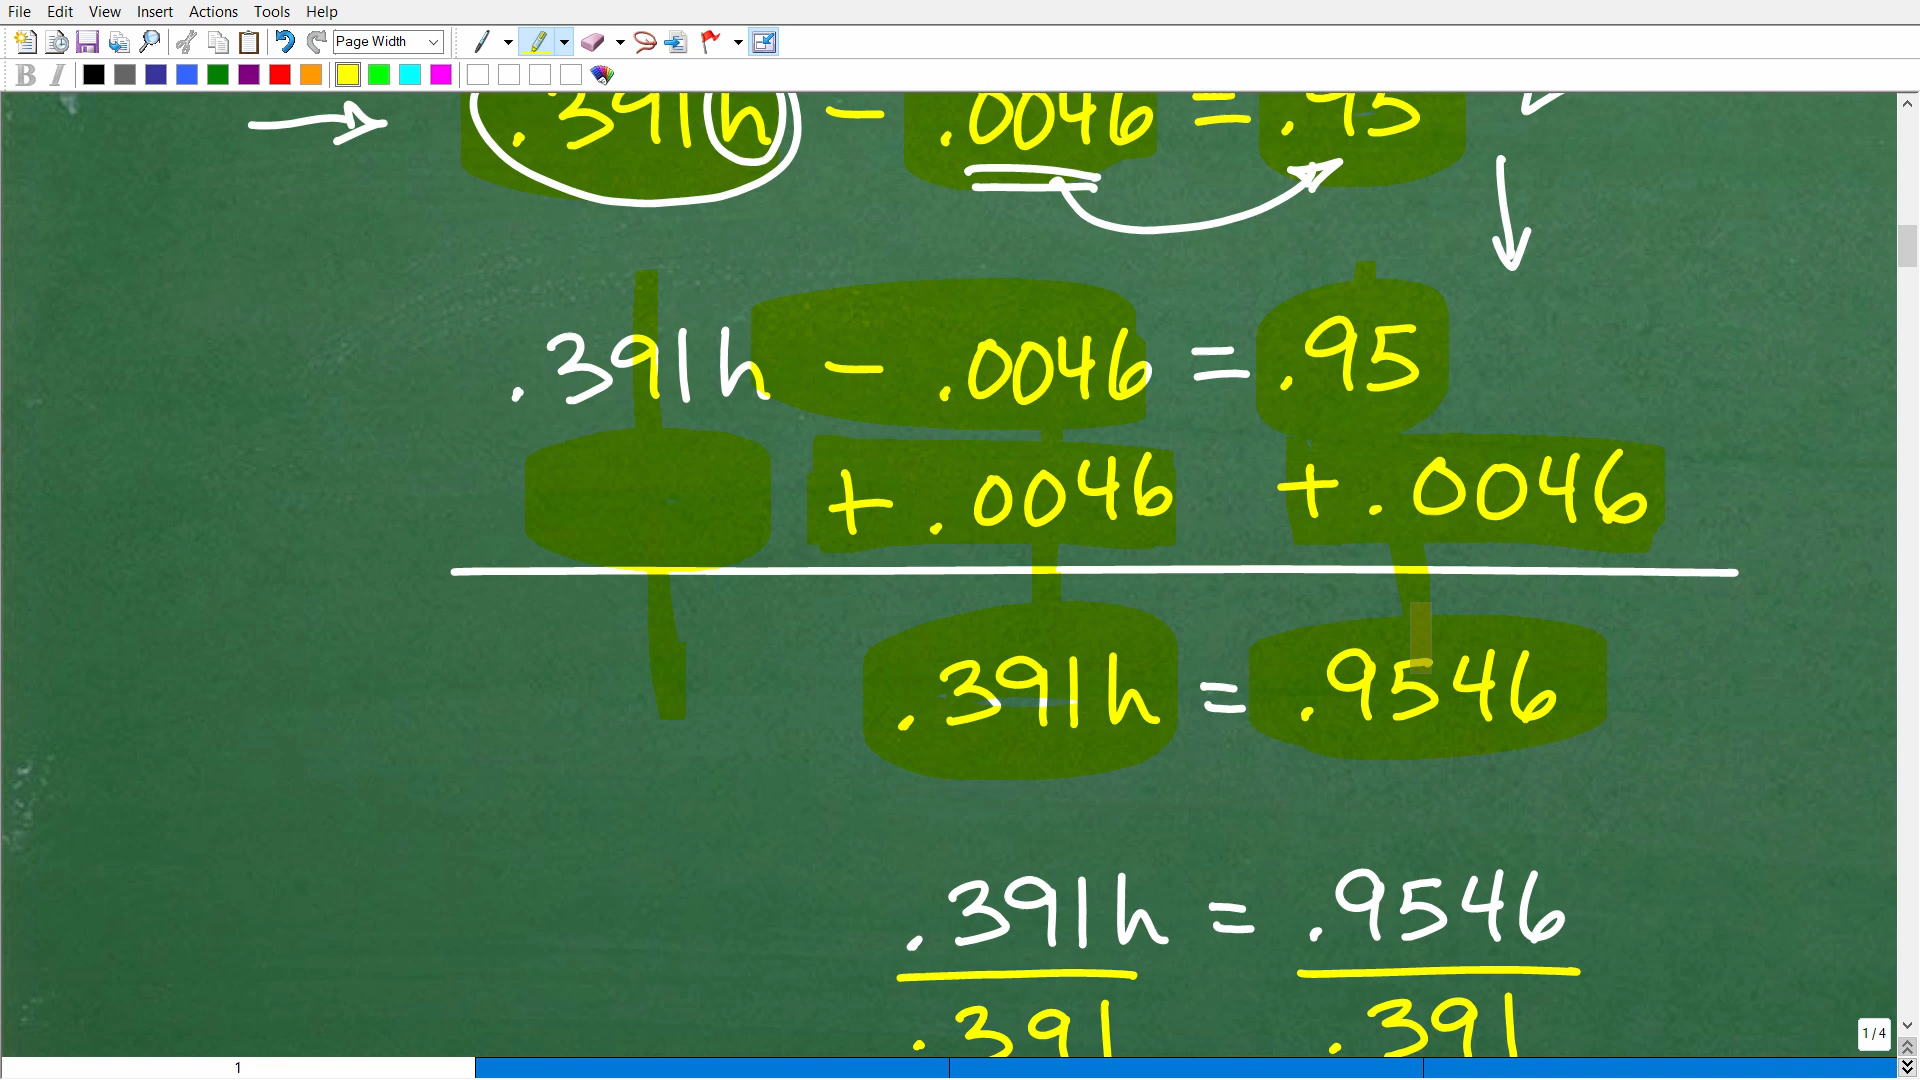 File Edit View Insert Actions Tools Help
Page Width
B I
.391h - .0046 = .95
.391h - .0046 = .95
+ .0046 + .0046
.391h = .9546
.391h = .9546
.391 .391
1 / 4
1